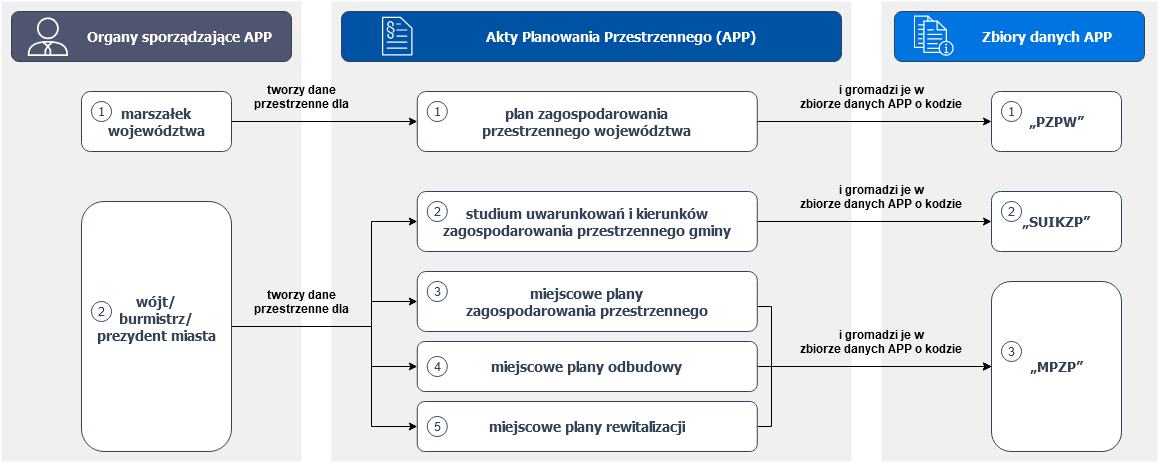 Organy sporządzające APP
Akty Planowania Przestrzennego (APP)
Zbiory danych APP
1
marszałek
województwa
tworzy dane
przestrzenne dla
1
plan zagospodarowania
przestrzennego województwa
i gromadzi je w
zbiorze danych APP o kodzie
1
„PZPW”
2
wójt/
burmistrz/
prezydent miasta
tworzy dane
przestrzenne dla
2
studium uwarunkowań i kierunków
zagospodarowania przestrzennego gminy
i gromadzi je w
zbiorze danych APP o kodzie
2
„SUIKZP”
3
miejscowe plany
zagospodarowania przestrzennego
4
miejscowe plany odbudowy
5
miejscowe plany rewitalizacji
i gromadzi je w
zbiorze danych APP o kodzie
3
„MPZP”